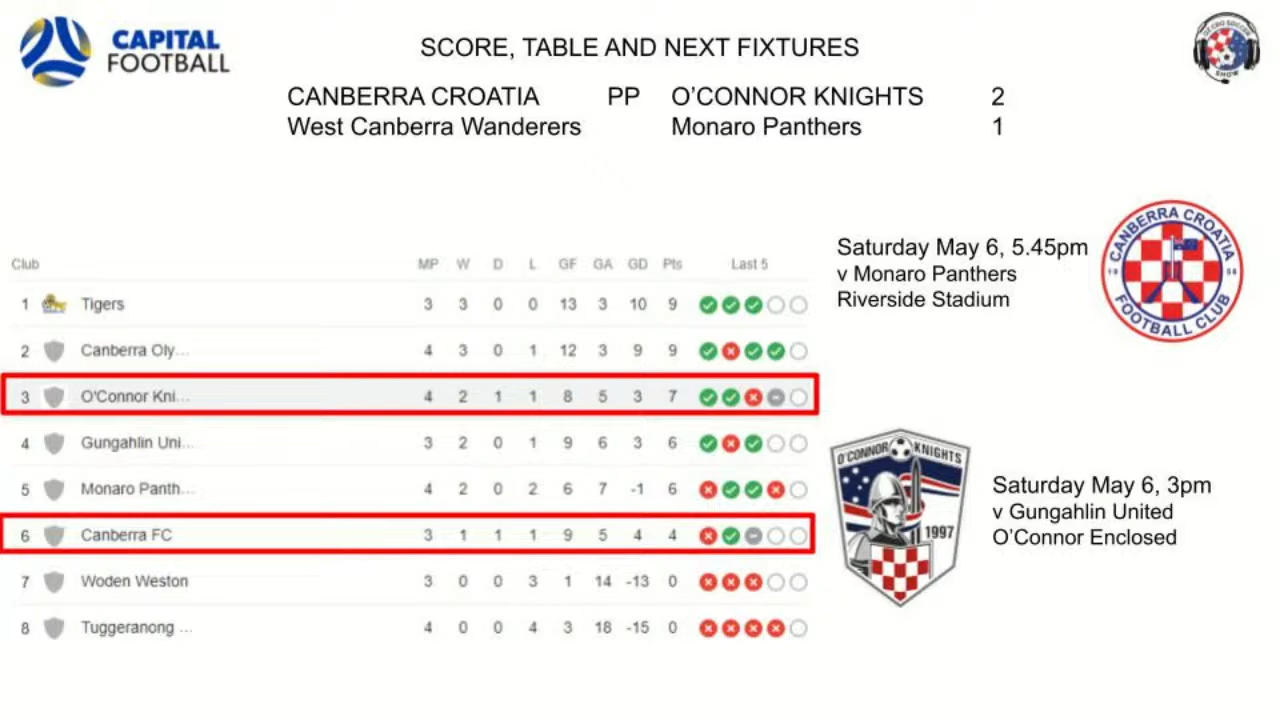 CAPITAL
FOOTBALL
SCORE, TABLE AND NEXT FIXTURES
OZ CRO SOCCER
SHOW
CANBERRA CROATIA PP O'CONNOR KNIGHTS 2
West Canberra Wanderers Monaro Panthers 1
Club MP W D L GF GA GD Pts Last 5
1 Tigers 3 3 0 0 13 3 10 9
2 Canberra Oly... 4 3 0 1 12 3 9 9
3 O'Connor Kni... 4 2 1 1 8 5 3 7
4 Gungahlin Uni... 3 2 0 1 9 6 3 6
5 Monaro Panth... 4 2 0 2 6 7 -1 6
6 Canberra FC 3 1 1 1 9 5 4 4
7 Woden Weston 3 0 0 3 1 14 -13 0
8 Tuggeranong ... 4 0 0 4 3 18 -15 0
Saturday May 6, 5.45pm
v Monaro Panthers
Riverside Stadium
CANBERRA CROATIA
19 58
FOOTBALL CLUB
O'CONNOR KNIGHTS
1997
Saturday May 6, 3pm
v Gungahlin United
O'Connor Enclosed